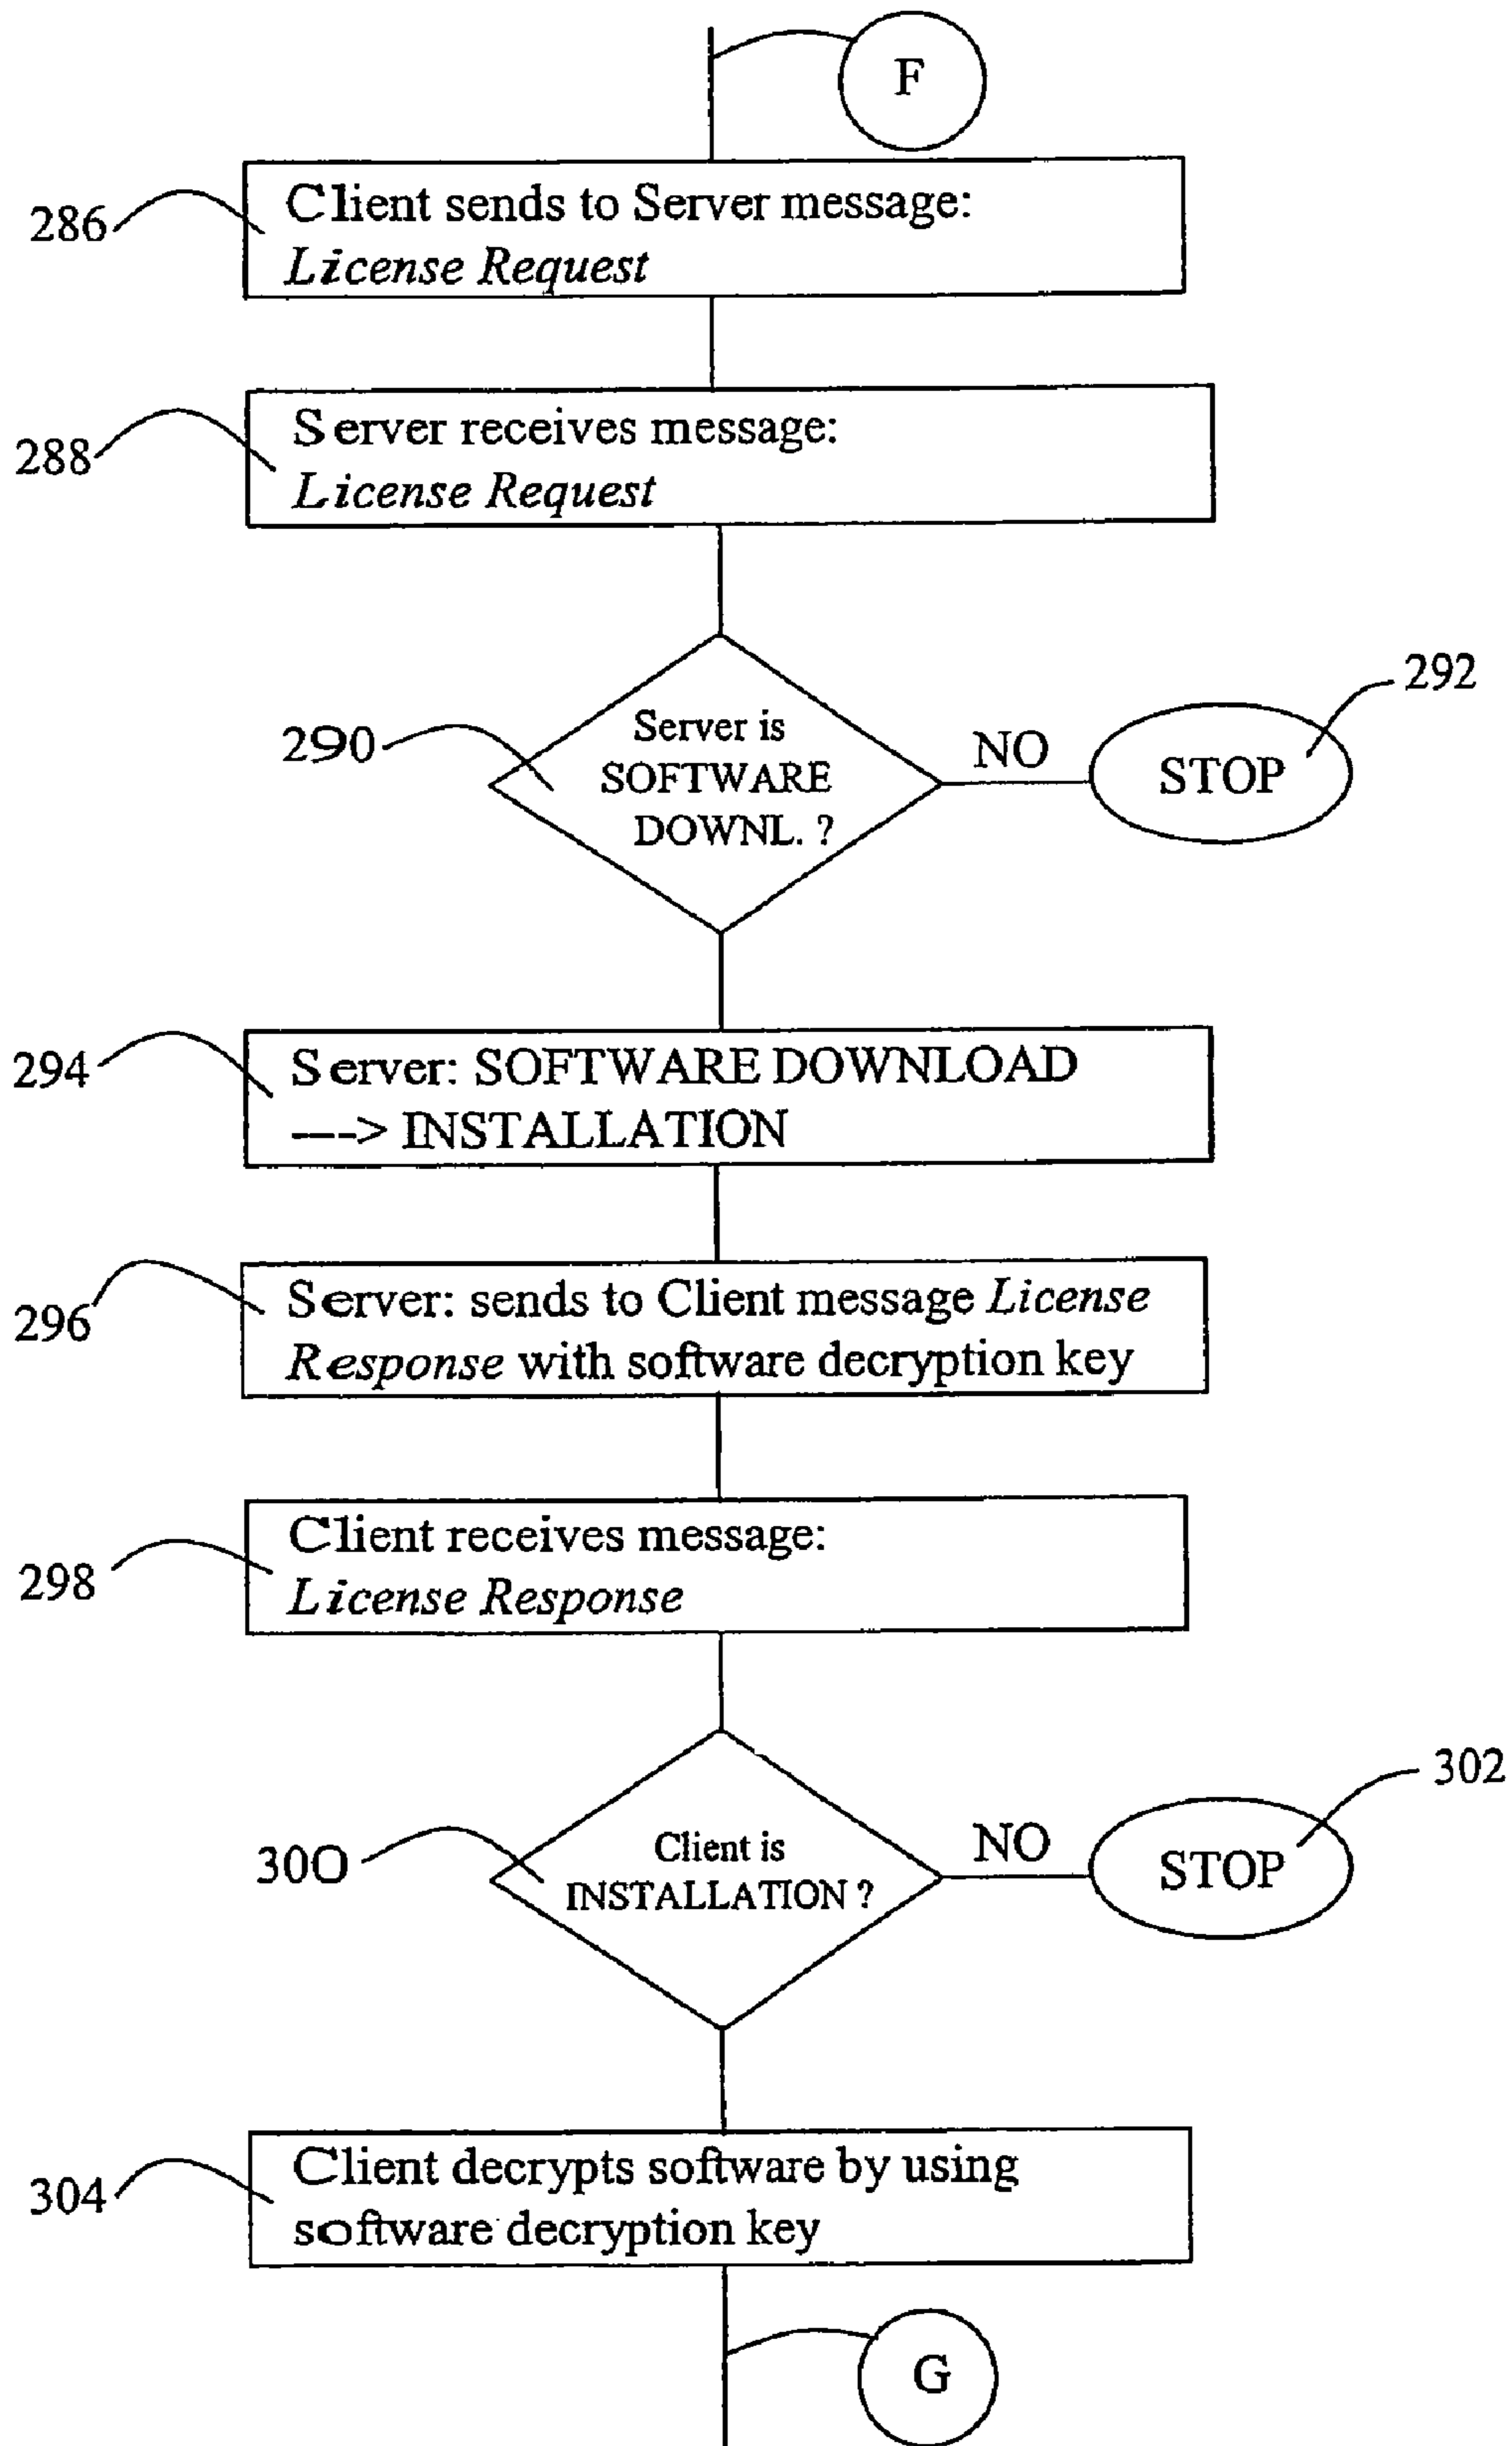 F
286
Client sends to Server message:
License Request
288
Server receives message:
License Request
290
Server is
SOFTWARE
DOWNL. ?
NO
STOP
292
294
Server: SOFTWARE DOWNLOAD
---> INSTALLATION
296
Server: sends to Client message License
Response with software decryption key
298
Client receives message:
License Response
300
Client is
INSTALLATION ?
NO
STOP
302
304
Client decrypts software by using
software decryption key
G